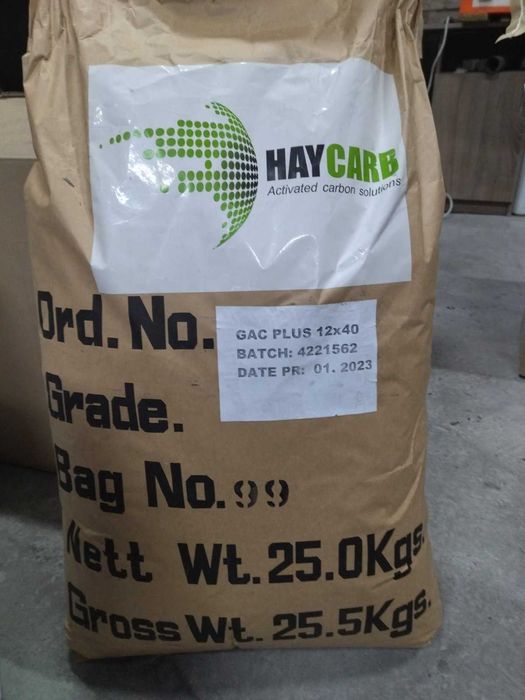 HAYCARB
Activated carbon solutions
Ord. No.
GAC PLUS 12x40
BATCH: 4221562
DATE PR: 01. 2023
Grade.
Bag No. 99
Nett Wt. 25.0Kgs.
Gross Wt. 25.5Kgs.